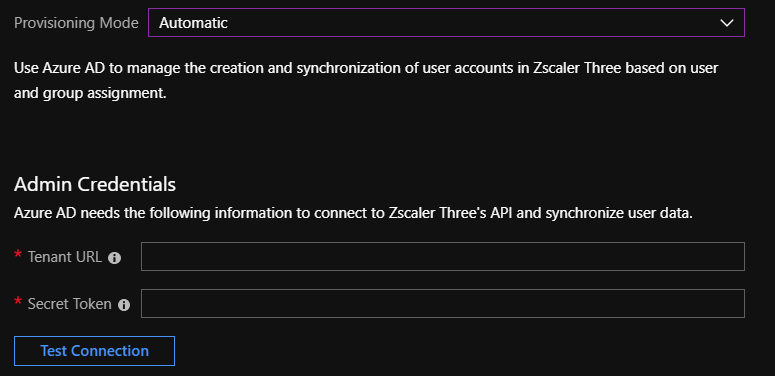 Provisioning Mode Automatic
Use Azure AD to manage the creation and synchronization of user accounts in Zscaler Three based on user
and group assignment.
Admin Credentials
Azure AD needs the following information to connect to Zscaler Three's API and synchronize user data.
* Tenant URL
* Secret Token
Test Connection